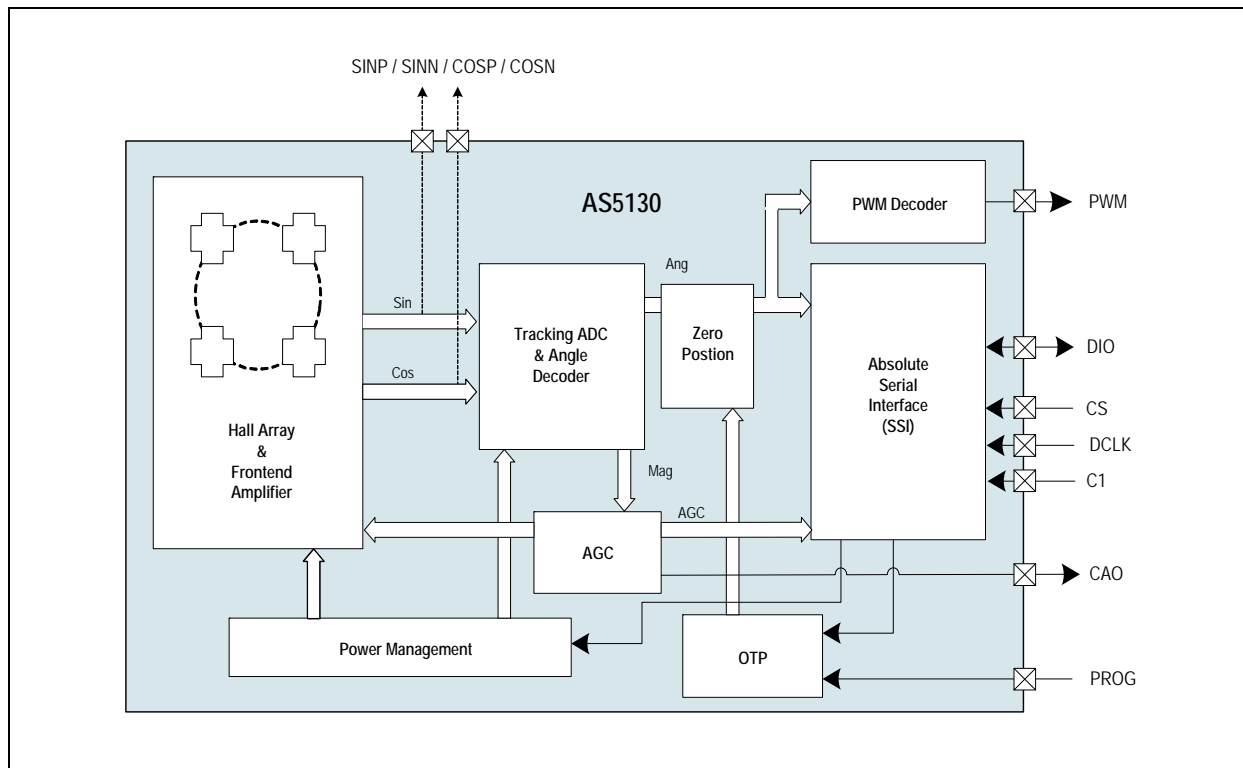 SINP / SINN / COSP / COSN
AS5130
PWM Decoder
PWM
Ang
Sin
Tracking ADC
& Angle
Decoder
Zero
Postion
Absolute
Serial
Interface
(SSI)
DIO
Cos
CS
Hall Array
&
Frontend
Amplifier
DCLK
Mag
C1
AGC
AGC
CAO
Power Management
OTP
PROG